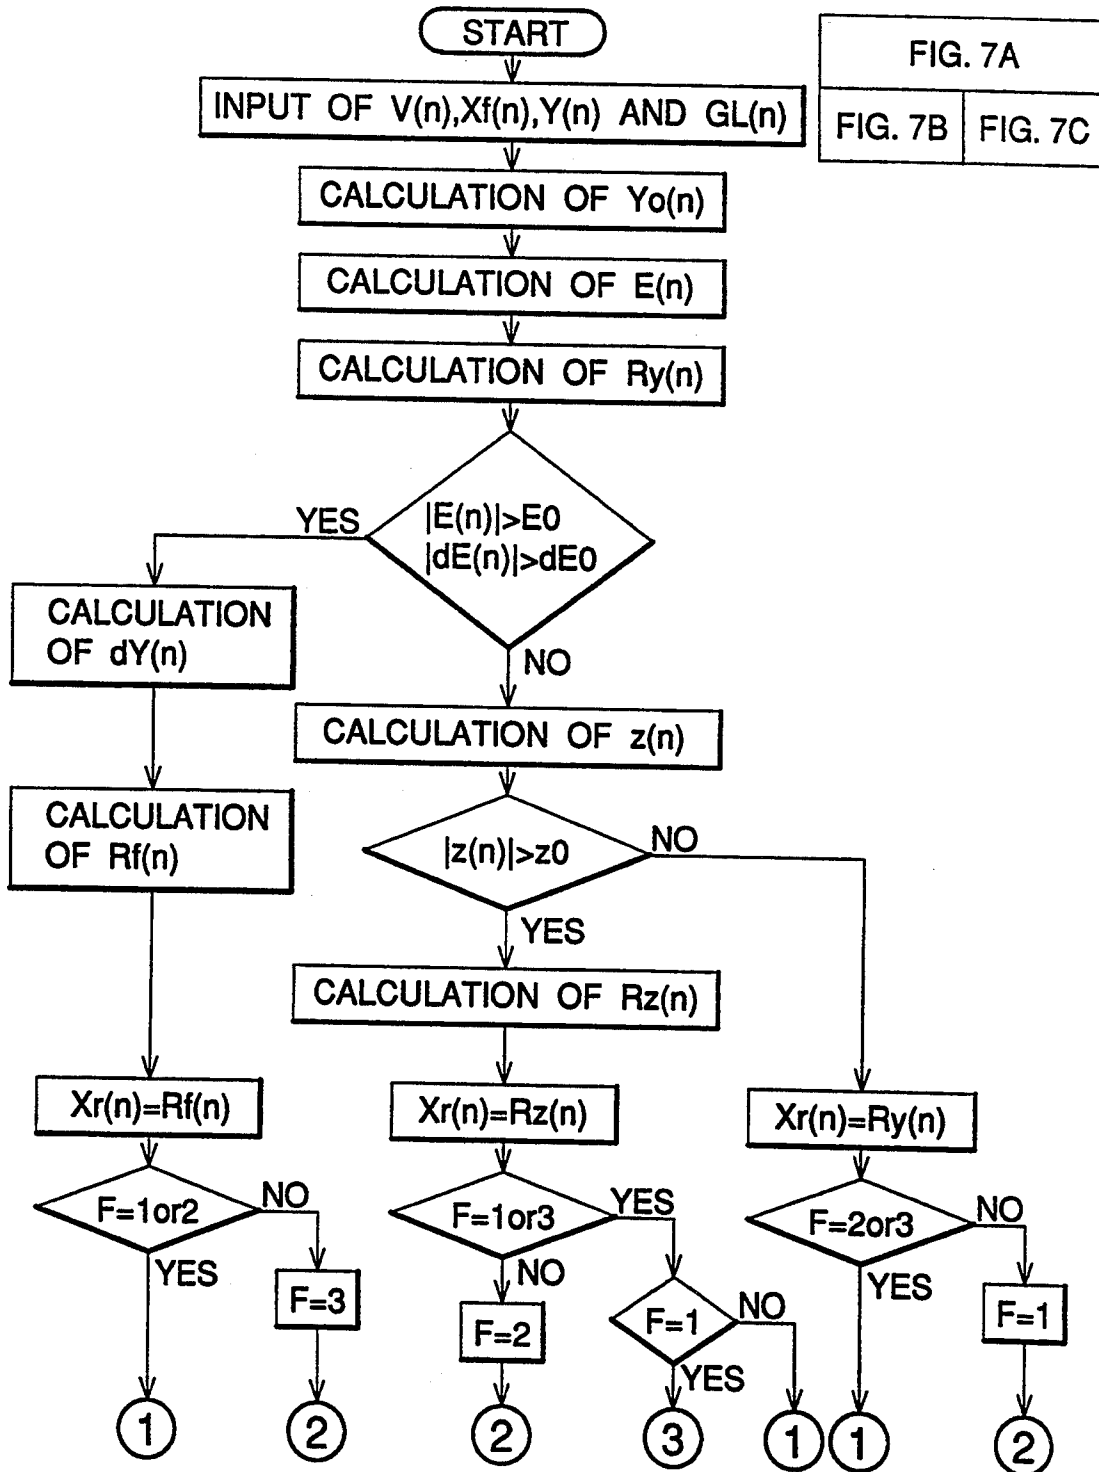 START
FIG. 7A
FIG. 7B
FIG. 7C
INPUT OF V(n),Xf(n),Y(n) AND GL(n)
CALCULATION OF Yo(n)
CALCULATION OF E(n)
CALCULATION OF Ry(n)
|E(n)|>E0
|dE(n)|>dE0
YES
NO
CALCULATION
OF dY(n)
CALCULATION OF z(n)
CALCULATION
OF Rf(n)
|z(n)|>z0
NO
YES
CALCULATION OF Rz(n)
Xr(n)=Rf(n)
Xr(n)=Rz(n)
Xr(n)=Ry(n)
F=1or2
NO
YES
F=3
F=1or3
YES
NO
F=2
F=1
NO
YES
F=2or3
NO
YES
F=1
1
2
2
3
1
1
2